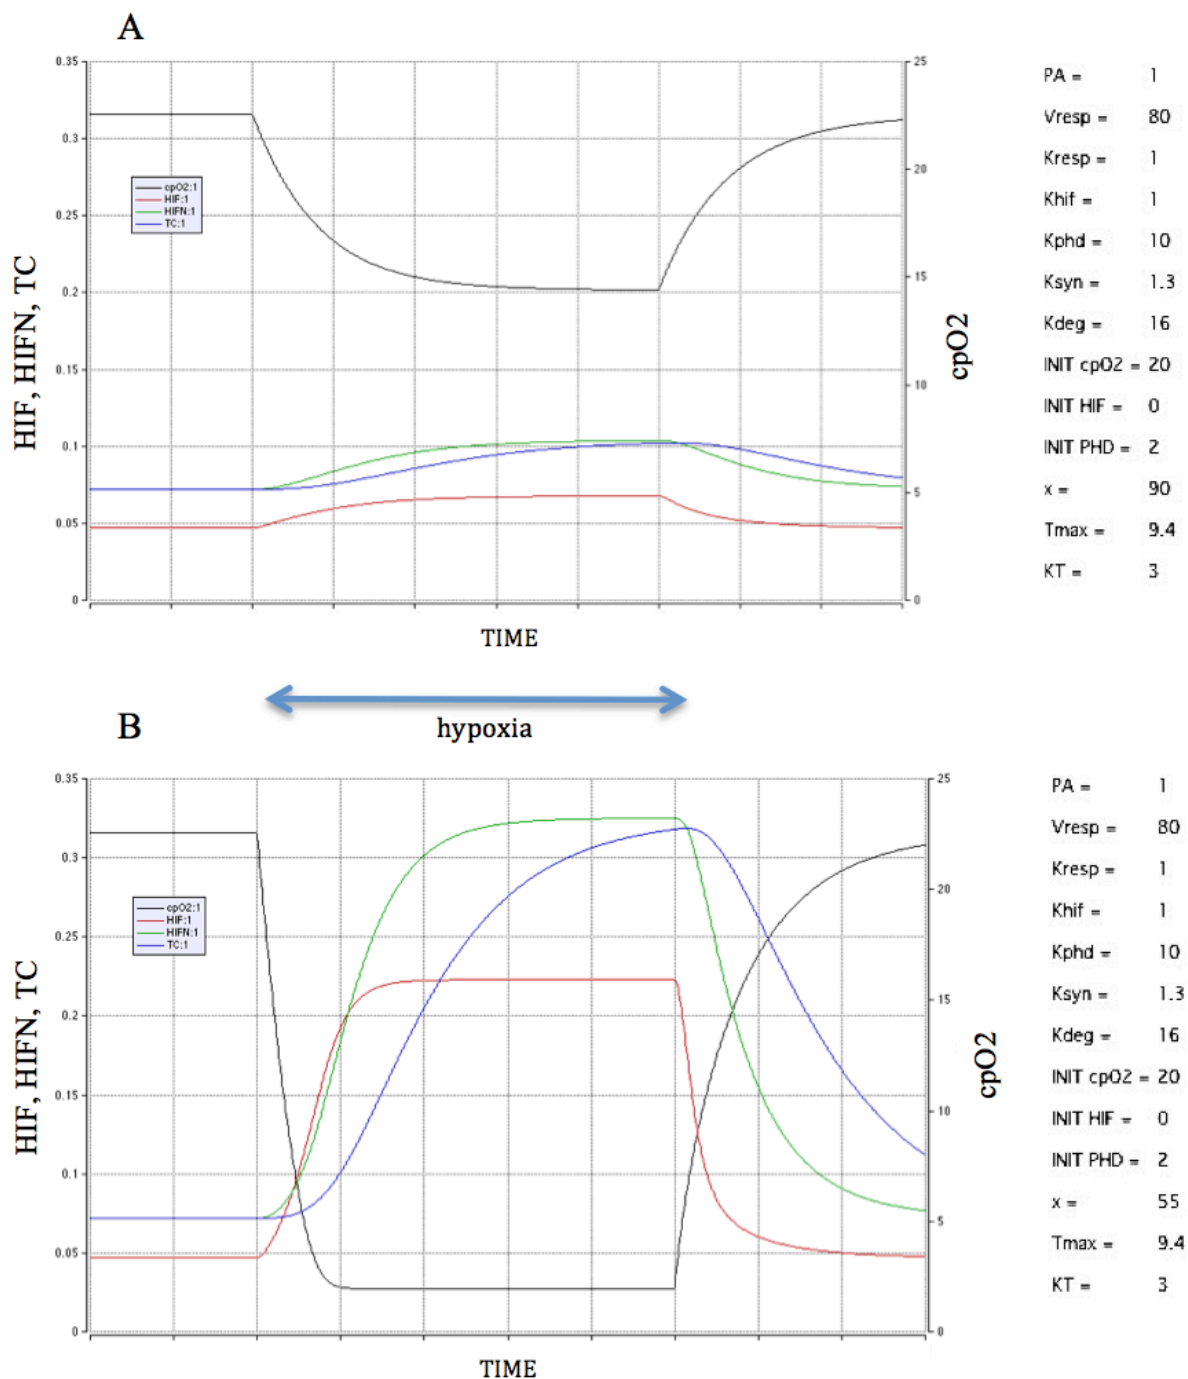 A
0.35
0.3
0.25
0.2
0.15
0.1
0.05
0
HIF, HIFN, TC
cpO2:1
HIF:1
HIFN:1
TC:1
25
20
15
10
5
0
cpO2
TIME
PA = 1
Vresp = 80
Kresp = 1
Khif = 1
Kphd = 10
Ksyn = 1.3
Kdeg = 16
INIT cpO2 = 20
INIT HIF = 0
INIT PHD = 2
x = 90
Tmax = 9.4
KT = 3
hypoxia
B
0.35
0.3
0.25
0.2
0.15
0.1
0.05
0
HIF, HIFN, TC
cpO2:1
HIF:1
HIFN:1
TC:1
25
20
15
10
5
0
cpO2
TIME
PA = 1
Vresp = 80
Kresp = 1
Khif = 1
Kphd = 10
Ksyn = 1.3
Kdeg = 16
INIT cpO2 = 20
INIT HIF = 0
INIT PHD = 2
x = 55
Tmax = 9.4
KT = 3